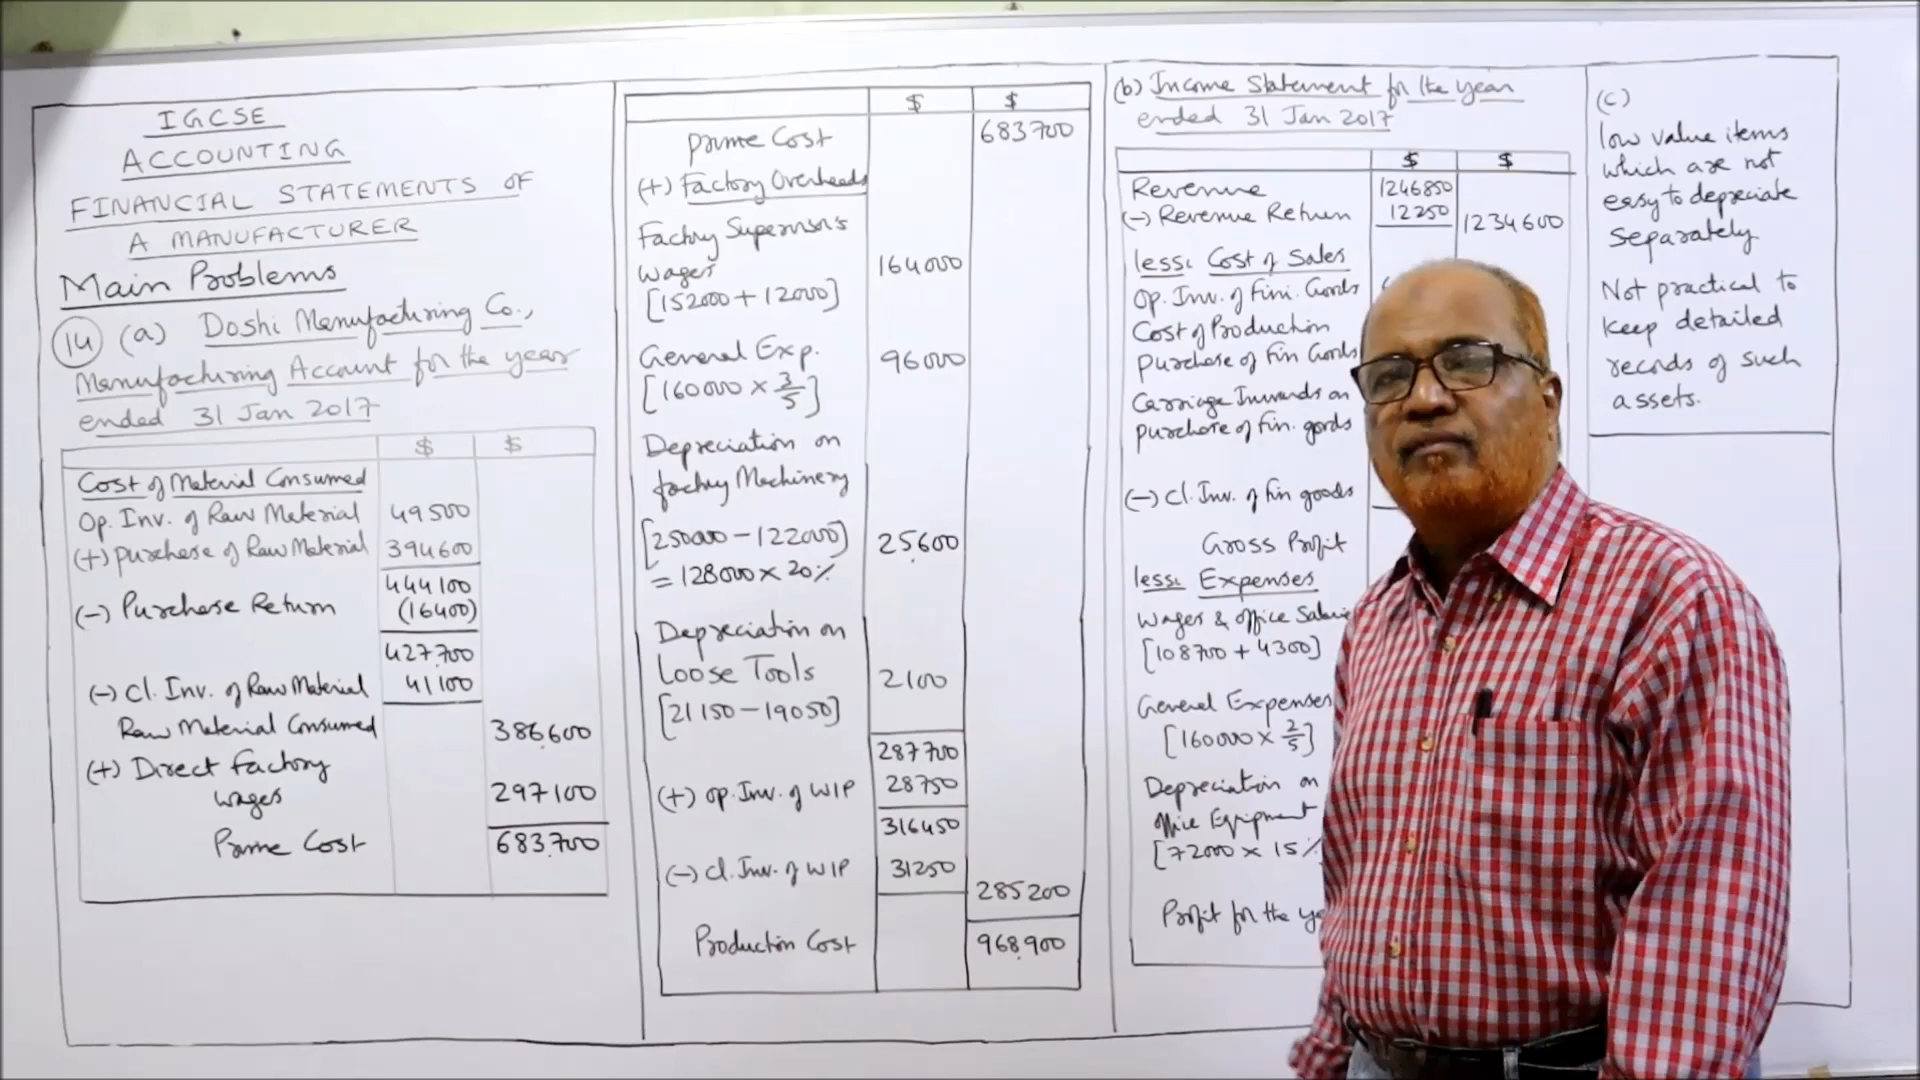 IGCSE
ACCOUNTING
FINANCIAL STATEMENTS OF
A MANUFACTURER
Main Problems
14 (a) Doshi Manufacturing Co.,
Manufacturing Account for the year
ended 31 Jan 2017
$ $
Cost of Material Consumed
Op. Inv. of Raw Material 49500
(+) Purchase of Raw Material 394600
444100
(-) Purchase Return (16400)
427700
(-) Cl. Inv. of Raw Material 41100
Raw Material Consumed 386600
(+) Direct Factory
Wages 297100
Prime Cost 683700
$ $
Prime Cost 683700
(+) Factory Overheads
Factory Supervisors
Wages 164000
[152000 + 12000]
General Exp. 96000
[160000 × 3/5]
Depreciation on
factory Machinery
[250000 - 122000] 25600
= 128000 × 20%
Depreciation on
Loose Tools 2100
[21150 - 19050]
287700
(+) Op. Inv. of WIP 28750
316450
(-) Cl. Inv. of WIP 31250
285200
Production Cost 968900
(b) Income Statement for the year
ended 31 Jan 2017
$ $
Revenue 1246850
(-) Revenue Return 12250 1234600
less: Cost of Sales
Op. Inv. of Fini. Goods
Cost of Production
Purchase of Fin Goods
Carriage Inwards on
purchase of fin. goods
(-) Cl. Inv. of fin goods
Gross Profit
less: Expenses
Wages & office
[108700 + 4300]
General Expenses
[160000 × 2/5]
Depreciation on
office Equipment
[72000 × 15%
Profit for the
(c)
low value items
which are not
easy to depreciate
Separately
Not practical to
keep detailed
records of such
assets.